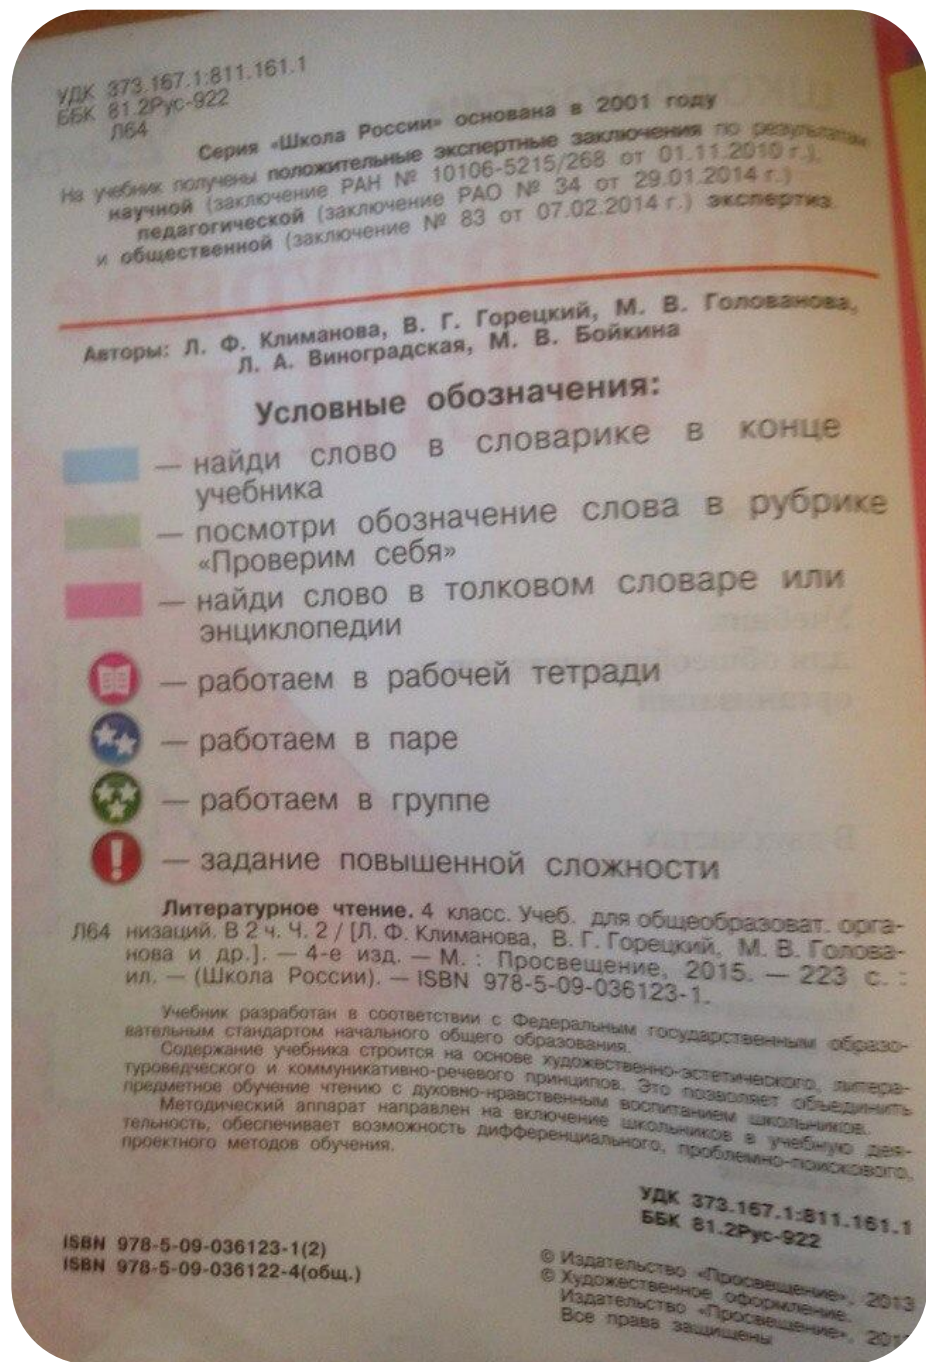 УДК 373.167.1:811.161.1
ББК 81.2Рус-922
Л64
Серия «Школа России» основана в 2001 году
На учебник получены положительные экспертные заключения по результатам
научной (заключение РАН № 10106-5215/268 от 01.11.2010 г.),
педагогической (заключение РАО № 34 от 29.01.2014 г.)
и общественной (заключение № 83 от 07.02.2014 г.) экспертиз.
Авторы: Л. Ф. Климанова, В. Г. Горецкий, М. В. Голованова,
Л. А. Виноградская, М. В. Бойкина
Условные обозначения:
— найди слово в словарике в конце
учебника
— посмотри обозначение слова в рубрике
«Проверим себя»
— найди слово в толковом словаре или
энциклопедии
— работаем в рабочей тетради
— работаем в паре
— работаем в группе
— задание повышенной сложности
Литературное чтение. 4 класс. Учеб. для общеобразоват. орга-
Л64 низаций. В 2 ч. Ч. 2 / [Л. Ф. Климанова, В. Г. Горецкий, М. В. Голова-
нова и др.]. — 4-е изд. — М. : Просвещение, 2015. — 223 с. :
ил. — (Школа России). — ISBN 978-5-09-036123-1.
Учебник разработан в соответствии с Федеральным государственным образо-
вательным стандартом начального общего образования.
Содержание учебника строится на основе художественно-эстетического, литера-
туроведческого и коммуникативно-речевого принципов. Это позволяет объединить
предметное обучение чтению с духовно-нравственным воспитанием школьников.
Методический аппарат направлен на включение школьников в учебную дея-
тельность, обеспечивает возможность дифференциального, проблемно-поискового,
проектного методов обучения.
УДК 373.167.1:811.161.1
ББК 81.2Рус-922
ISBN 978-5-09-036123-1(2)
ISBN 978-5-09-036122-4(общ.)
© Издательство «Просвещение», 2013
© Художественное оформление.
Издательство «Просвещение»,
Все права защищены